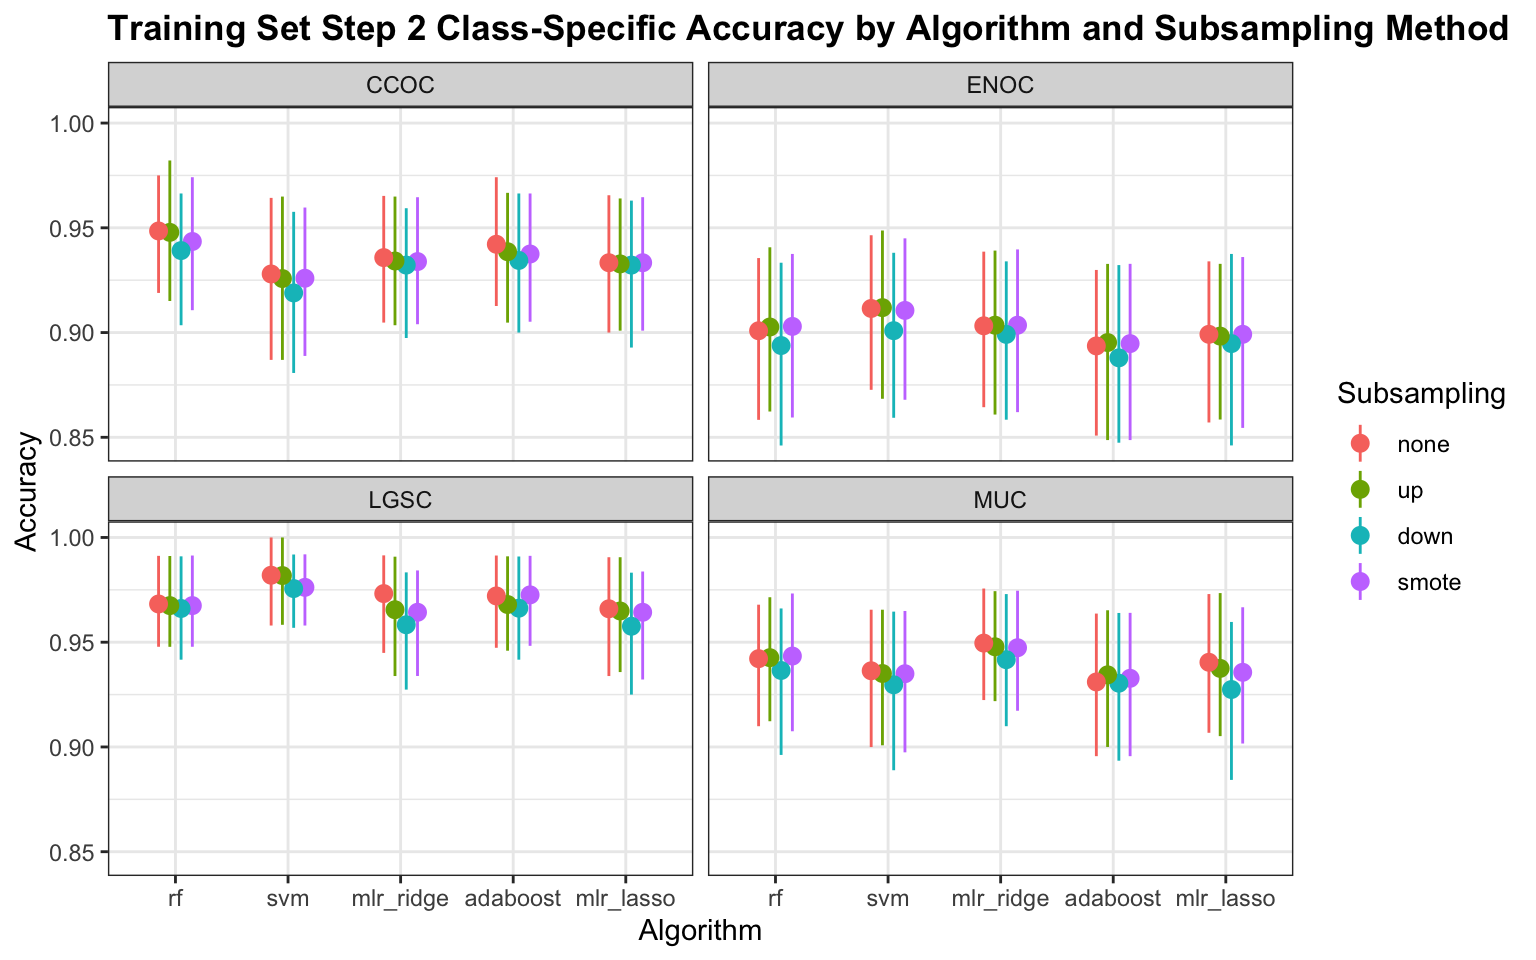 Training Set Step 2 Class-Specific Accuracy by Algorithm and Subsampling Method
CCOC
ENOC
1.00
0.95
0.90
0.85
LGSC
MUC
1.00
0.95
0.90
0.85
Accuracy
rf svm mlr_ridge adaboost mlr_lasso
rf svm mlr_ridge adaboost mlr_lasso
Algorithm
Subsampling
none
up
down
smote